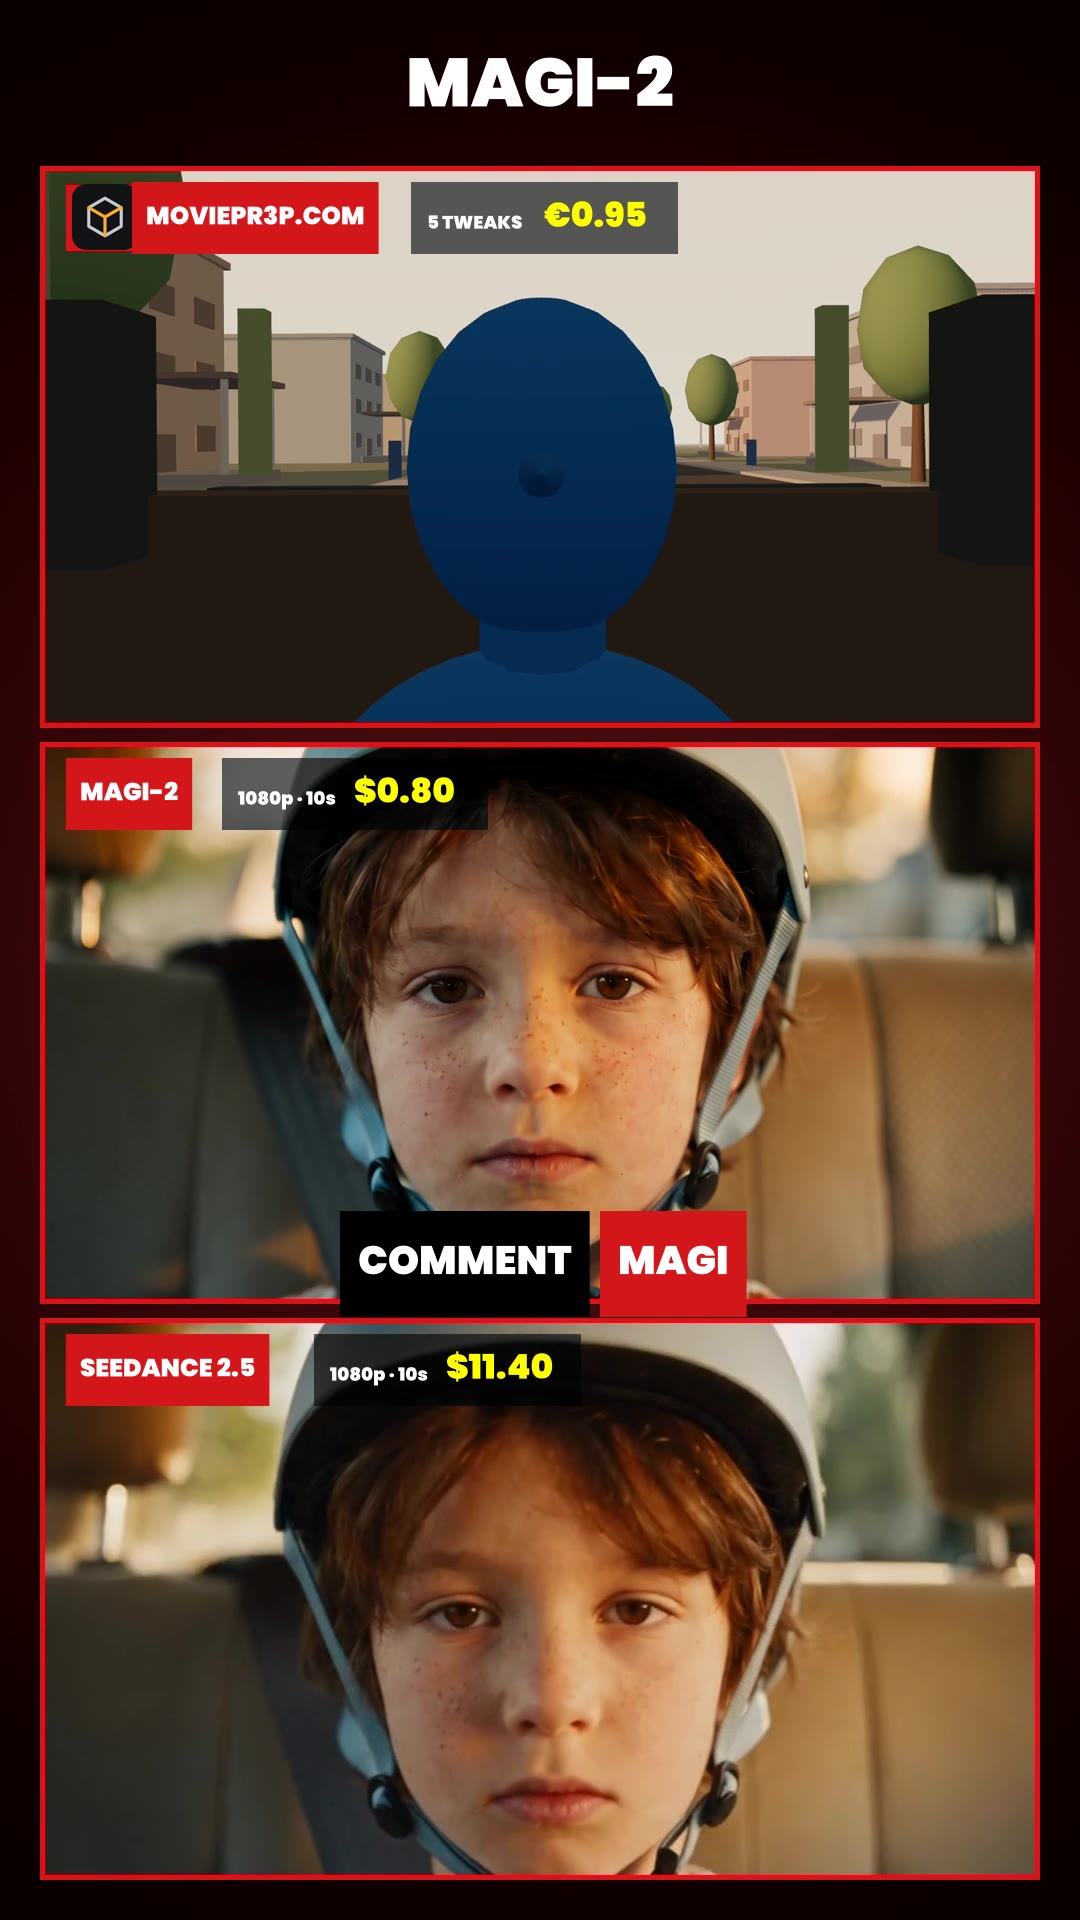 MAGI-2
MOVIEPR3P.COM
5 TWEAKS €0.95
MAGI-2
1080p · 10s $0.80
COMMENT MAGI
SEEDANCE 2.5
1080p · 10s $11.40